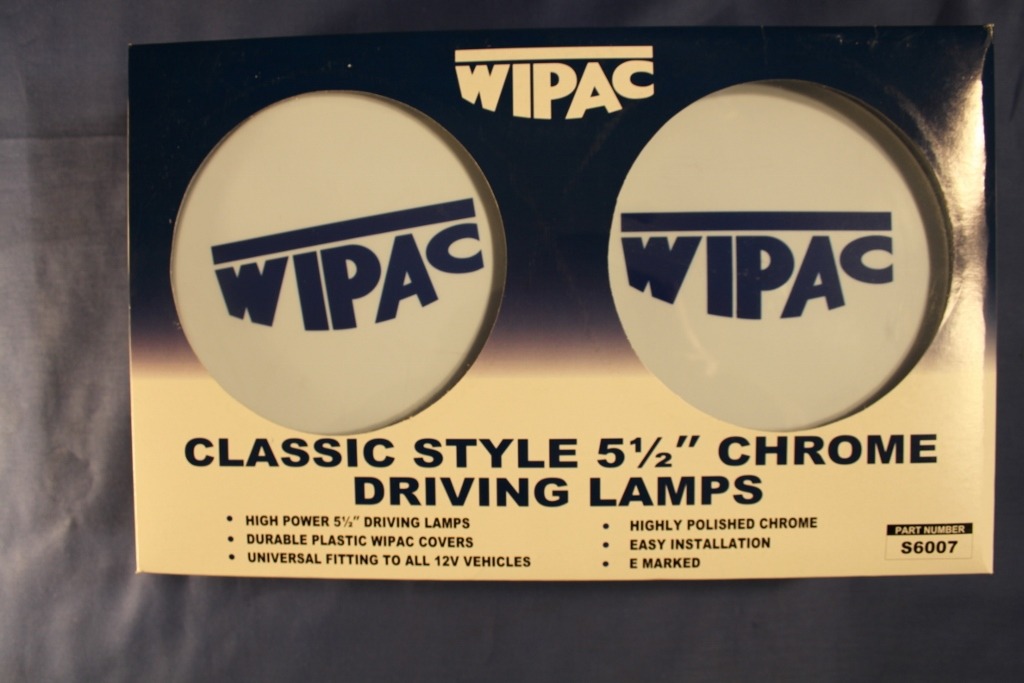 WIPAC
WIPAC
WIPAC
CLASSIC STYLE 5½" CHROME
DRIVING LAMPS
• HIGH POWER 5½" DRIVING LAMPS
• DURABLE PLASTIC WIPAC COVERS
• UNIVERSAL FITTING TO ALL 12V VEHICLES
• HIGHLY POLISHED CHROME
• EASY INSTALLATION
• E MARKED
PART NUMBER
S6007